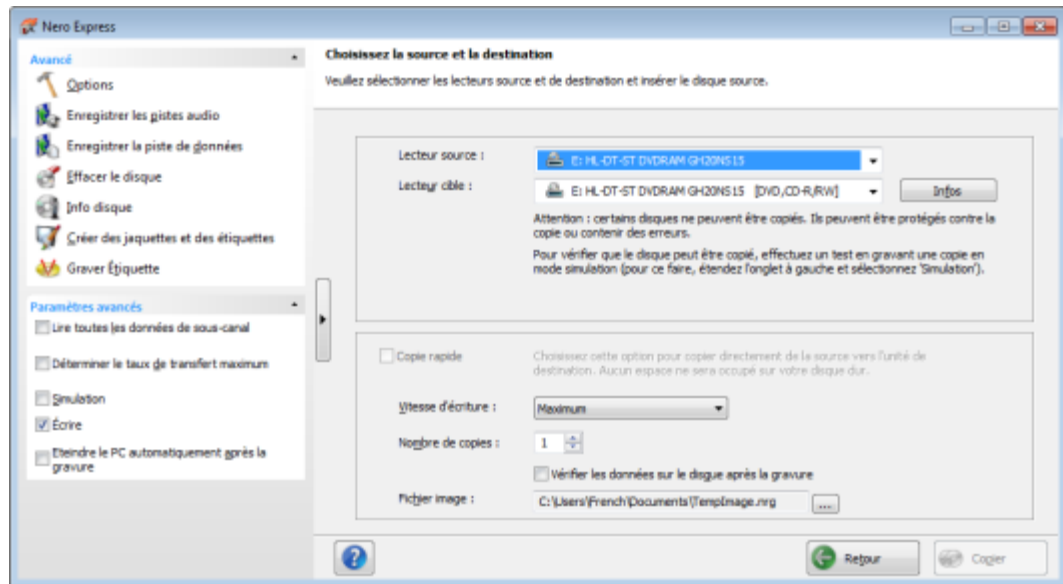 Nero Express
Avancé
Options
Enregistrer les pistes audio
Enregistrer la piste de données
Effacer le disque
Info disque
Créer des jaquettes et des étiquettes
Graver Étiquette
Paramètres avancés
Lire toutes les données de sous-canal
Déterminer le taux de transfert maximum
Simulation
Écrire
Eteindre le PC automatiquement après la
gravure
Choisissez la source et la destination
Veuillez sélectionner les lecteurs source et de destination et insérer le disque source.
Lecteur source :
E: HL-DT-ST DVDRAM GH20NS15
Lecteur cible :
E: HL-DT-ST DVDRAM GH20NS15 [DVD,CD-R/RW]
Infos
Attention : certains disques ne peuvent être copiés. Ils peuvent être protégés contre la
copie ou contenir des erreurs.
Pour vérifier que le disque peut être copié, effectuez un test en gravant une copie en
mode simulation (pour ce faire, étendez l'onglet à gauche et sélectionnez 'Simulation').
Copie rapide
Choisissez cette option pour copier directement de la source vers l'unité de
destination. Aucun espace ne sera occupé sur votre disque dur.
Vitesse d'écriture :
Maximum
Nombre de copies :
1
Vérifier les données sur le disque après la gravure
Fichier image :
C:\Users\French\Documents\TempImage.nrg
...
Retour
Copier